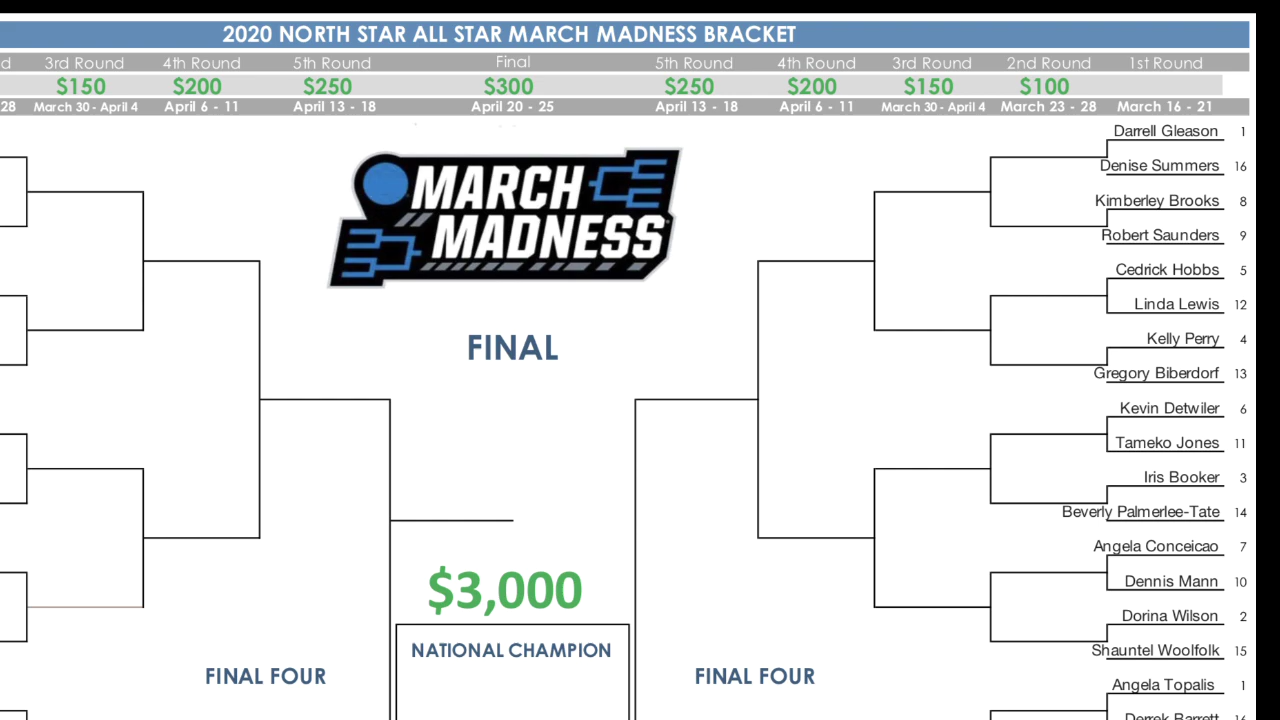 2020 NORTH STAR ALL STAR MARCH MADNESS BRACKET
d 3rd Round 4th Round 5th Round Final 5th Round 4th Round 3rd Round 2nd Round 1st Round
$150 $200 $250 $300 $250 $200 $150 $100
28 March 30 - April 4 April 6 - 11 April 13 - 18 April 20 - 25 April 13 - 18 April 6 - 11 March 30 - April 4 March 23 - 28 March 16 - 21
MARCH
MADNESS
FINAL
$3,000
NATIONAL CHAMPION
FINAL FOUR
FINAL FOUR
Darrell Gleason 1
Denise Summers 16
Kimberley Brooks 8
Robert Saunders 9
Cedrick Hobbs 5
Linda Lewis 12
Kelly Perry 4
Gregory Biberdorf 13
Kevin Detwiler 6
Tameko Jones 11
Iris Booker 3
Beverly Palmerlee-Tate 14
Angela Conceicao 7
Dennis Mann 10
Dorina Wilson 2
Shauntel Woolfolk 15
Angela Topalis 1
Derrek Barrett 16